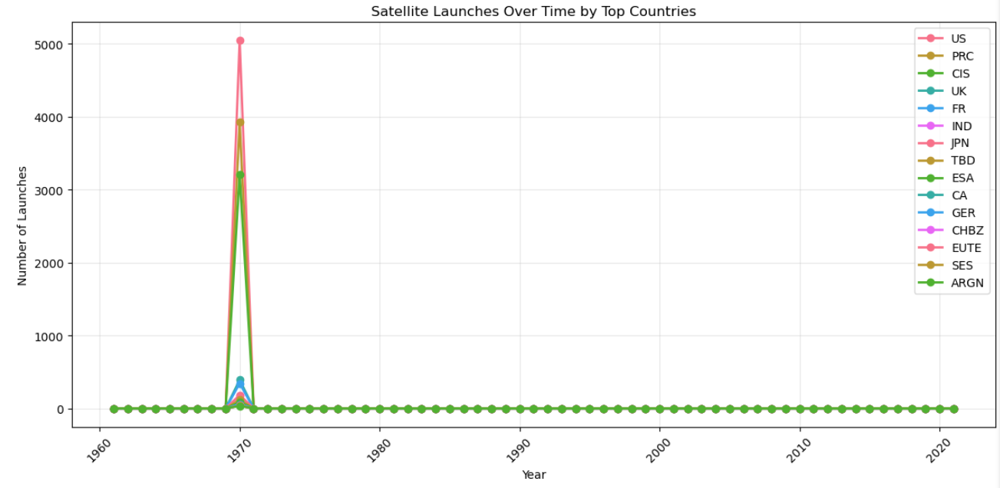 Satellite Launches Over Time by Top Countries
Number of Launches
5000
4000
3000
2000
1000
0
1960
1970
1980
1990
2000
2010
2020
Year
US
PRC
CIS
UK
FR
IND
JPN
TBD
ESA
CA
GER
CHBZ
EUTE
SES
ARGN